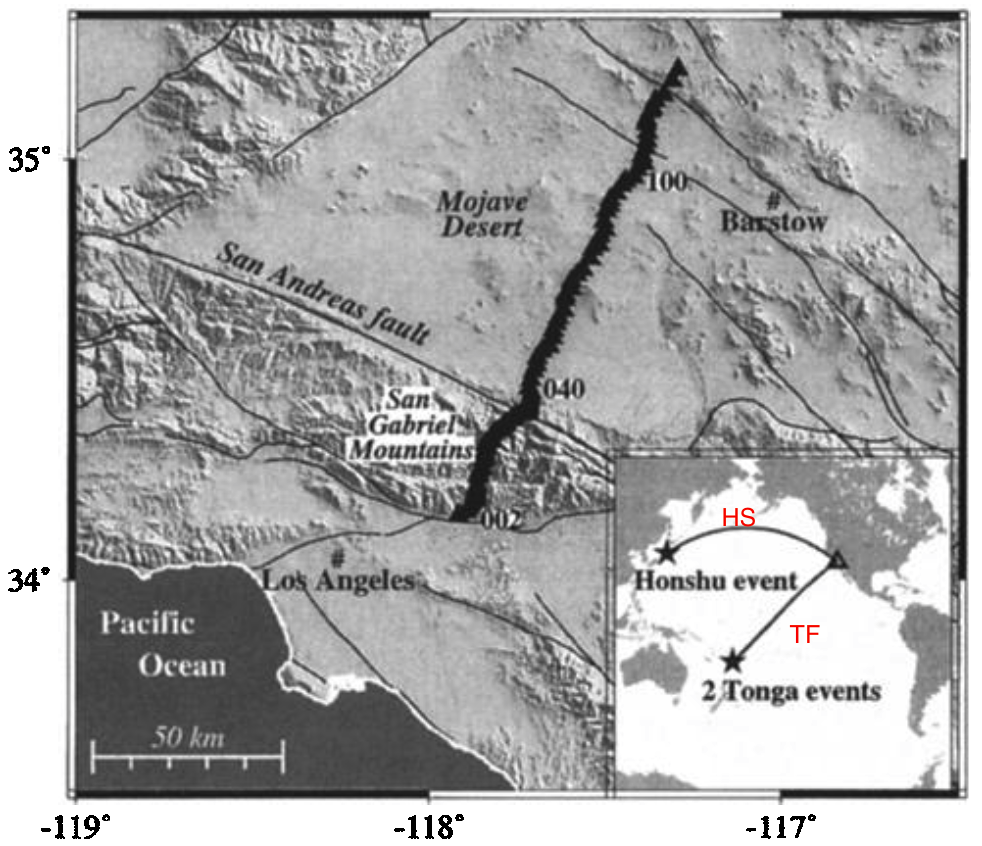 35°
34°
-119°
-118°
-117°
Mojave
Desert
100
#
Barstow
San Andreas fault
040
San
Gabriel
Mountains
002
#
Los Angeles
Pacific
Ocean
50 km
HS
Honshu event
TF
2 Tonga events